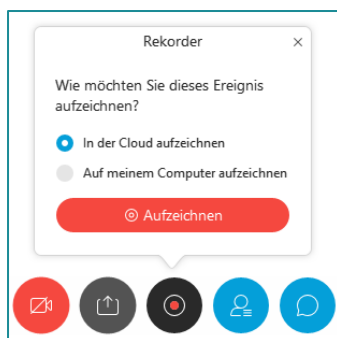 Rekorder
Wie möchten Sie dieses Ereignis
aufzeichnen?
In der Cloud aufzeichnen
Auf meinem Computer aufzeichnen
Aufzeichnen